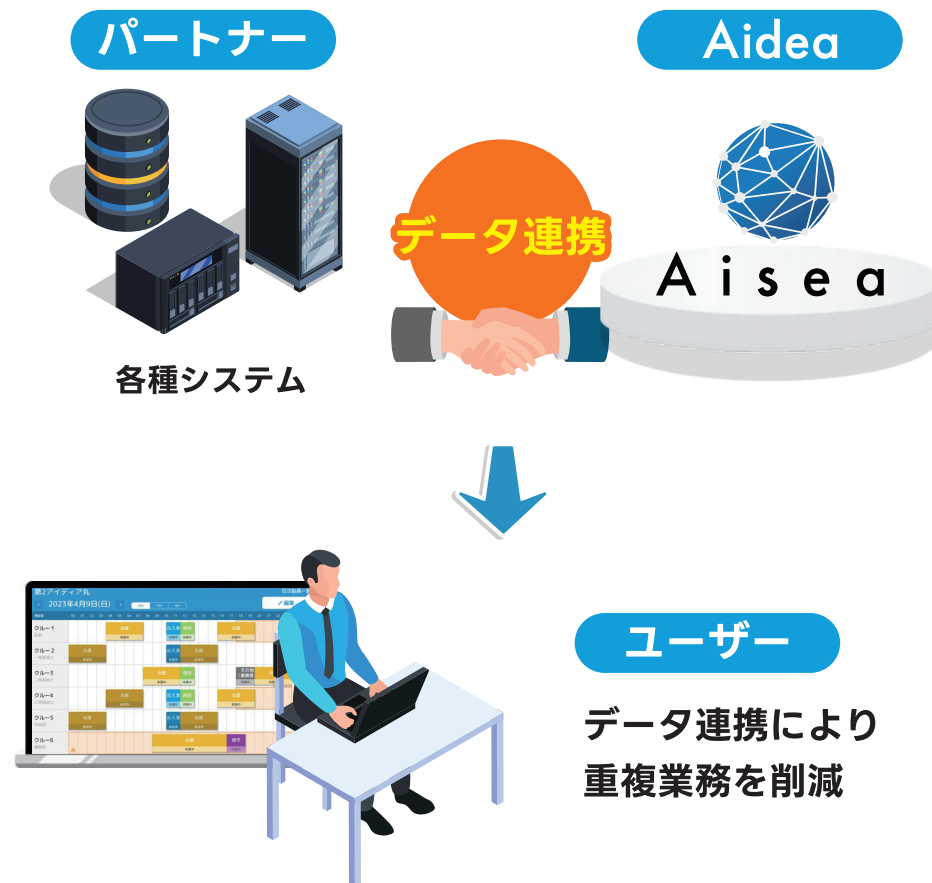 パートナー
Aidea
データ連携
Aisea
各種システム
第2アイディア丸
2023年4月9日(日)
編集
クルー1
クルー2
クルー3
クルー4
クルー5
クルー6
ユーザー
データ連携により
重複業務を削減